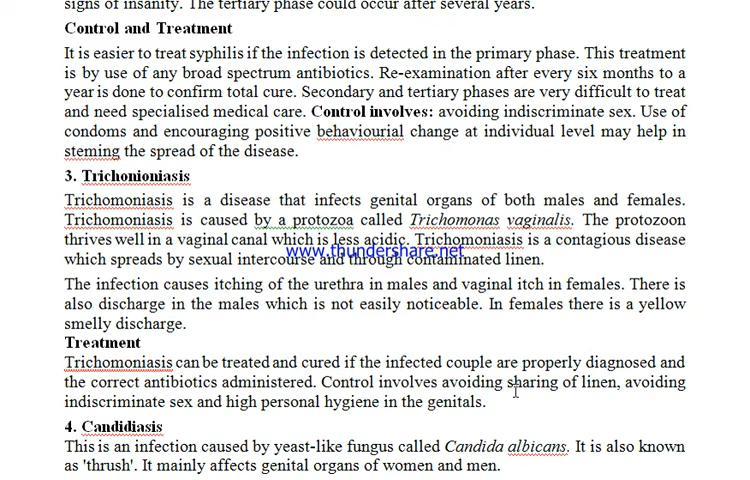 signs of insanity. The tertiary phase could occur after several years.
Control and Treatment
It is easier to treat syphilis if the infection is detected in the primary phase. This treatment
is by use of any broad spectrum antibiotics. Re-examination after every six months to a
year is done to confirm total cure. Secondary and tertiary phases are very difficult to treat
and need specialised medical care. Control involves: avoiding indiscriminate sex. Use of
condoms and encouraging positive behaviourial change at individual level may help in
steming the spread of the disease.
3. Trichonioniasis
Trichomoniasis is a disease that infects genital organs of both males and females.
Trichomoniasis is caused by a protozoa called Trichomonas vaginalis. The protozoon
thrives well in a vaginal canal which is less acidic. Trichomoniasis is a contagious disease
www.thundershare.net
which spreads by sexual intercourse and through contaminated linen.
The infection causes itching of the urethra in males and vaginal itch in females. There is
also discharge in the males which is not easily noticeable. In females there is a yellow
smelly discharge.
Treatment
Trichomoniasis can be treated and cured if the infected couple are properly diagnosed and
the correct antibiotics administered. Control involves avoiding sharing of linen, avoiding
indiscriminate sex and high personal hygiene in the genitals.
4. Candidiasis
This is an infection caused by yeast-like fungus called Candida albicans. It is also known
as 'thrush'. It mainly affects genital organs of women and men.